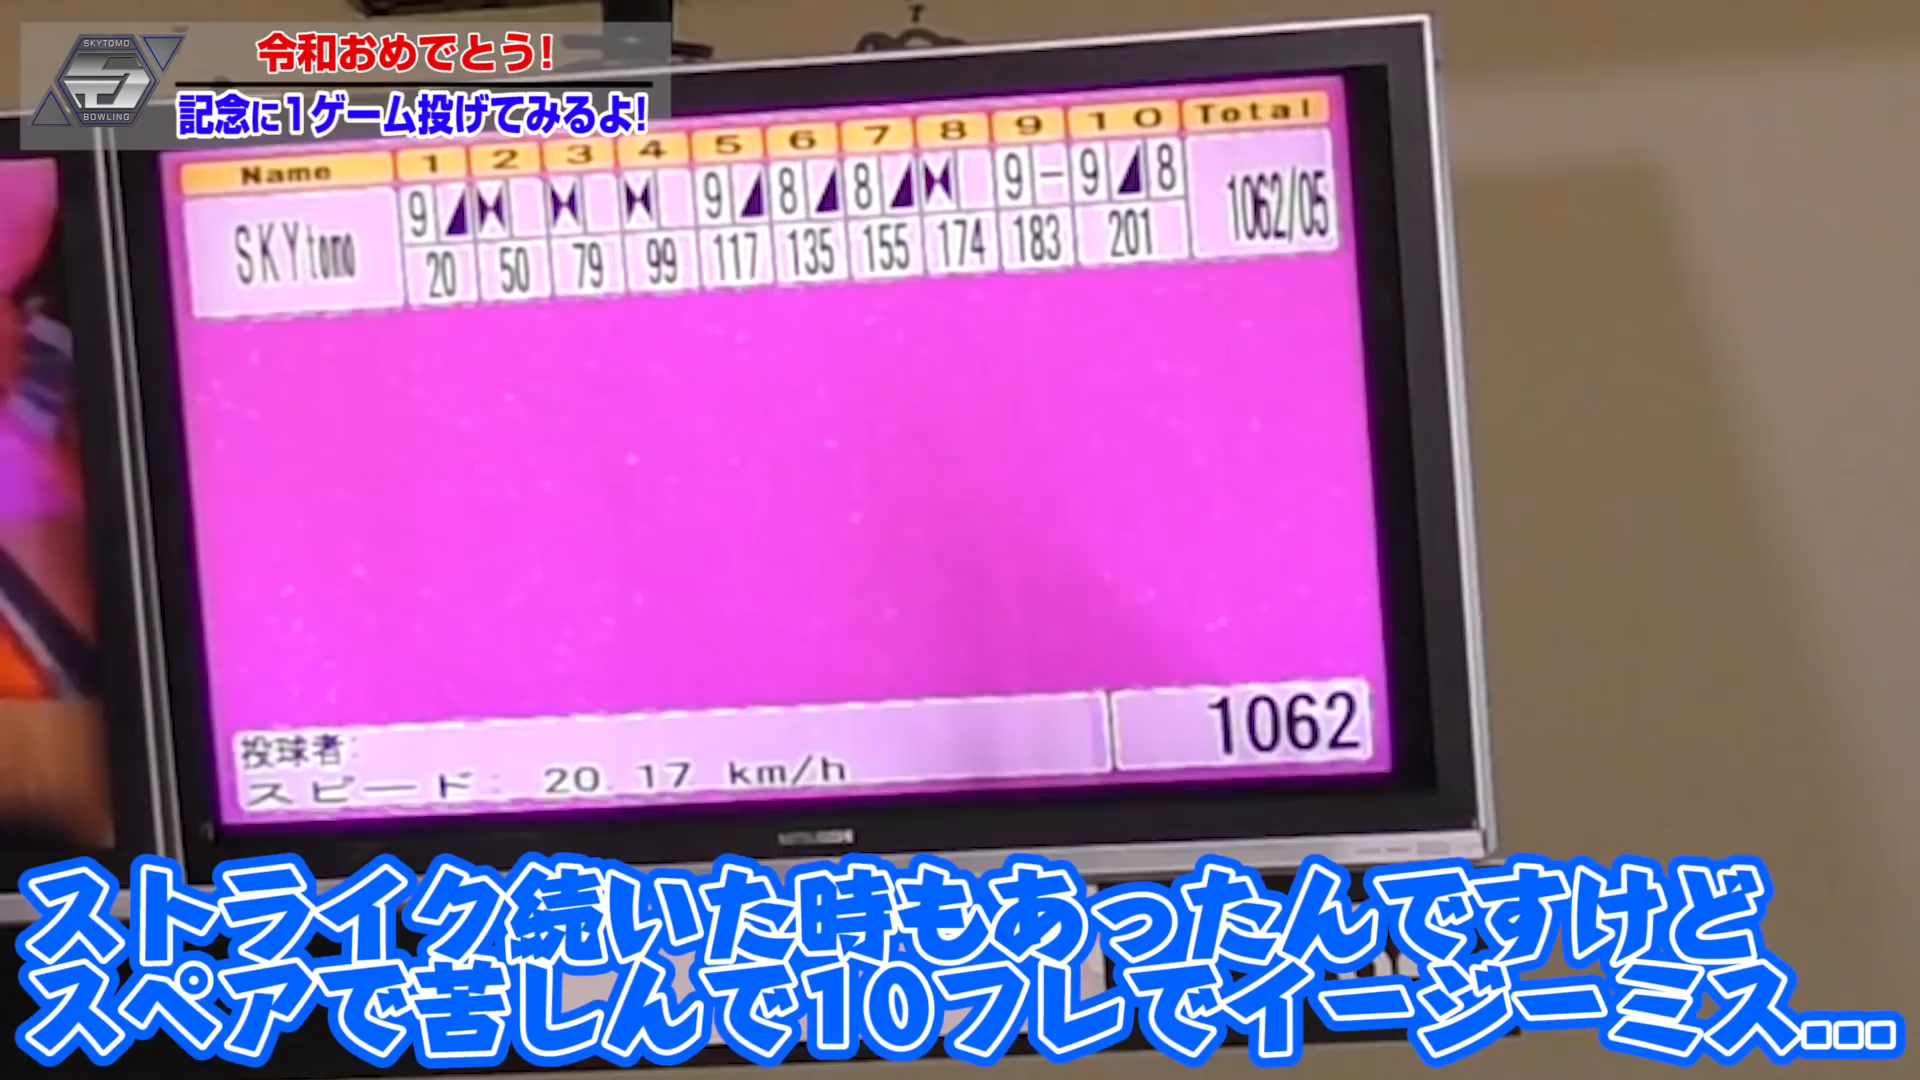 SKYTOMO
BOWLING
令和おめでとう!
記念に1ゲーム投げてみるよ!
Name 1 2 3 4 5 6 7 8 9 10 Total
9 9 8 8 9 - 9 8
SKYtomo 1062/05
20 50 79 99 117 135 155 174 183 201
投球者:
スピード: 20.17 km/h
1062
ストライク続いた時もあったんですけど
スペアで苦しんで10フレでイージーミス...